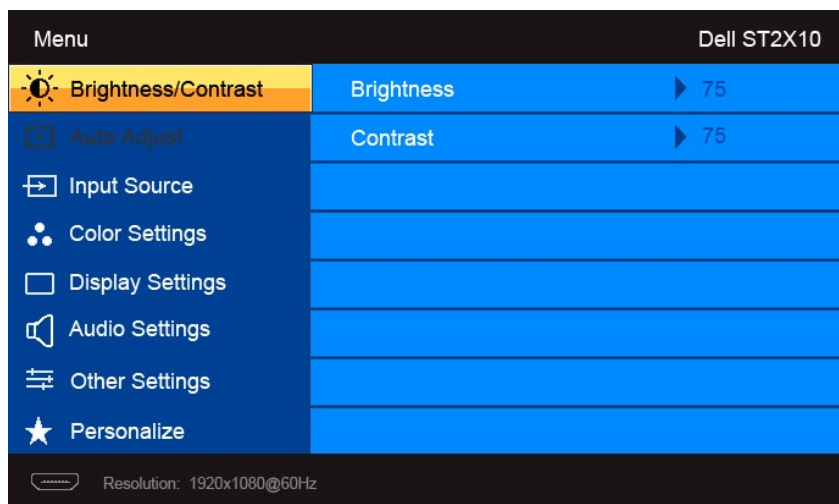 Menu Dell ST2X10
Brightness/Contrast Brightness 75
Auto Adjust Contrast 75
Input Source
Color Settings
Display Settings
Audio Settings
Other Settings
Personalize
Resolution: 1920x1080@60Hz